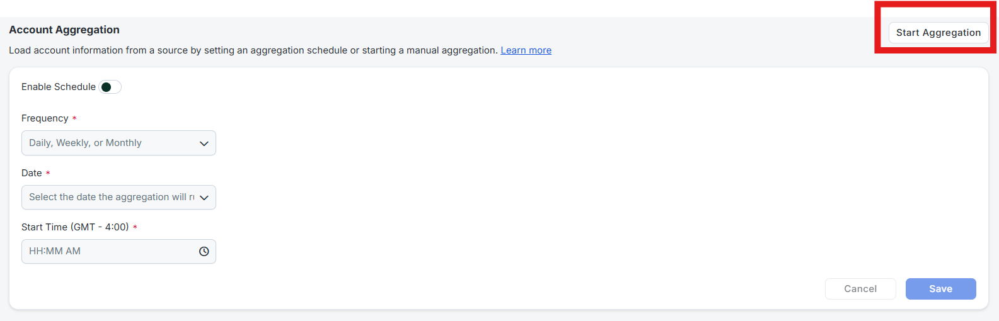 Account Aggregation
Start Aggregation
Load account information from a source by setting an aggregation schedule or starting a manual aggregation. Learn more
Enable Schedule
Frequency *
Daily, Weekly, or Monthly
Date *
Select the date the aggregation will r
Start Time (GMT - 4:00) *
HH:MM AM
Cancel
Save